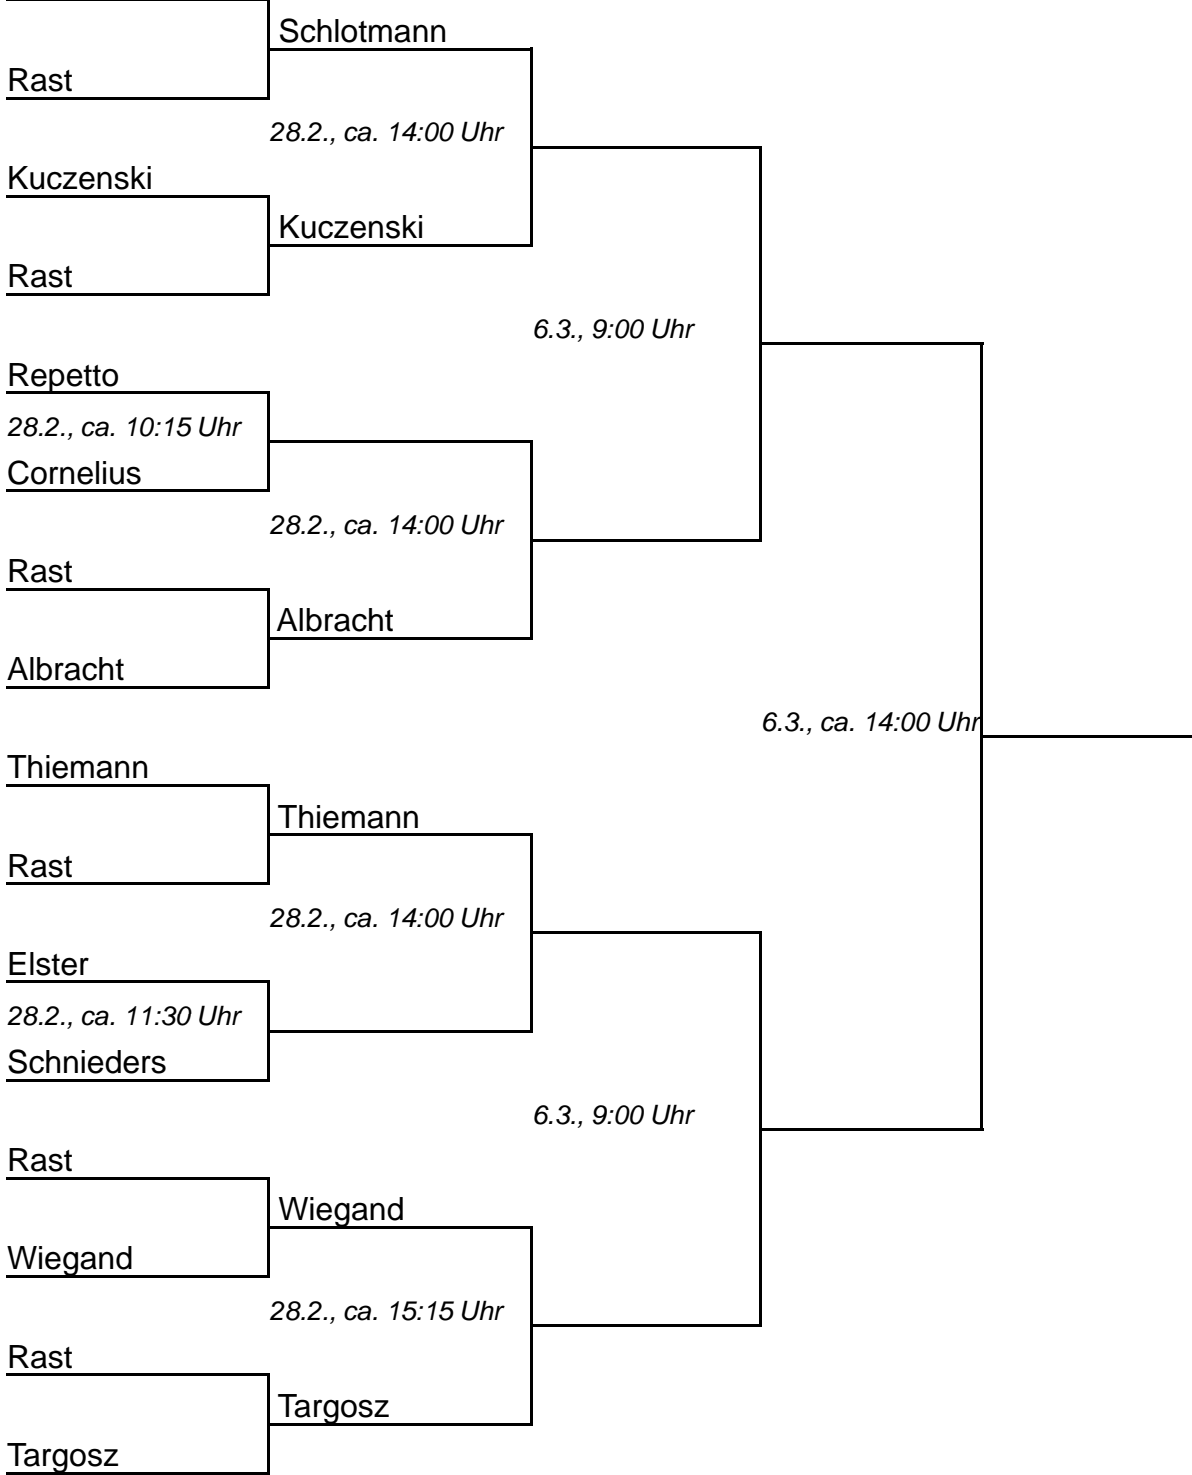 Schlotmann
Rast
28.2., ca. 14:00 Uhr
Kuczenski
Kuczenski
Rast
6.3., 9:00 Uhr
Repetto
28.2., ca. 10:15 Uhr
Cornelius
28.2., ca. 14:00 Uhr
Rast
Albracht
Albracht
6.3., ca. 14:00 Uhr
Thiemann
Thiemann
Rast
28.2., ca. 14:00 Uhr
Elster
28.2., ca. 11:30 Uhr
Schnieders
6.3., 9:00 Uhr
Rast
Wiegand
Wiegand
28.2., ca. 15:15 Uhr
Rast
Targosz
Targosz